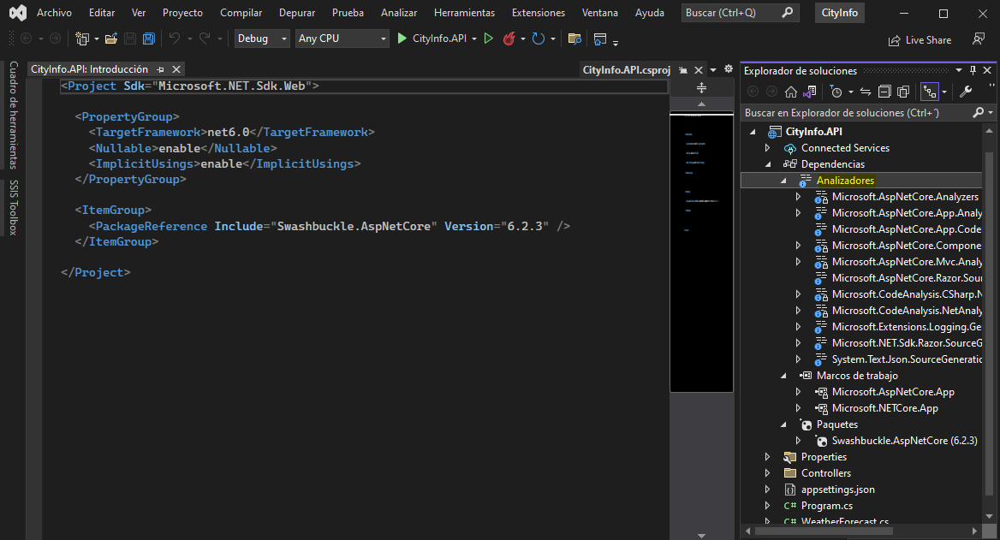 Archivo Editar Ver Proyecto Compilar Depurar Prueba Analizar Herramientas Extensiones Ventana Ayuda Buscar (Ctrl+Q) CityInfo
Debug Any CPU CityInfo.API Live Share
Cuadro de herramientas
SSIS Toolbox
CityInfo.API: Introducción
CityInfo.API.csproj
<Project Sdk="Microsoft.NET.Sdk.Web">
<PropertyGroup>
<TargetFramework>net6.0</TargetFramework>
<Nullable>enable</Nullable>
<ImplicitUsings>enable</ImplicitUsings>
</PropertyGroup>
<ItemGroup>
<PackageReference Include="Swashbuckle.AspNetCore" Version="6.2.3" />
</ItemGroup>
</Project>
Explorador de soluciones
Buscar en Explorador de soluciones (Ctrl+´)
CityInfo.API
Connected Services
Dependencias
Analizadores
Microsoft.AspNetCore.Analyzers
Microsoft.AspNetCore.App.Analy
Microsoft.AspNetCore.App.Code
Microsoft.AspNetCore.Compone
Microsoft.AspNetCore.Mvc.Analy
Microsoft.AspNetCore.Razor.Sour
Microsoft.CodeAnalysis.CSharp.N
Microsoft.CodeAnalysis.NetAnaly
Microsoft.Extensions.Logging.Ge
Microsoft.NET.Sdk.Razor.SourceG
System.Text.Json.SourceGeneratio
Marcos de trabajo
Microsoft.AspNetCore.App
Microsoft.NETCore.App
Paquetes
Swashbuckle.AspNetCore (6.2.3)
Properties
Controllers
appsettings.json
C# Program.cs
C# WeatherForecast.cs